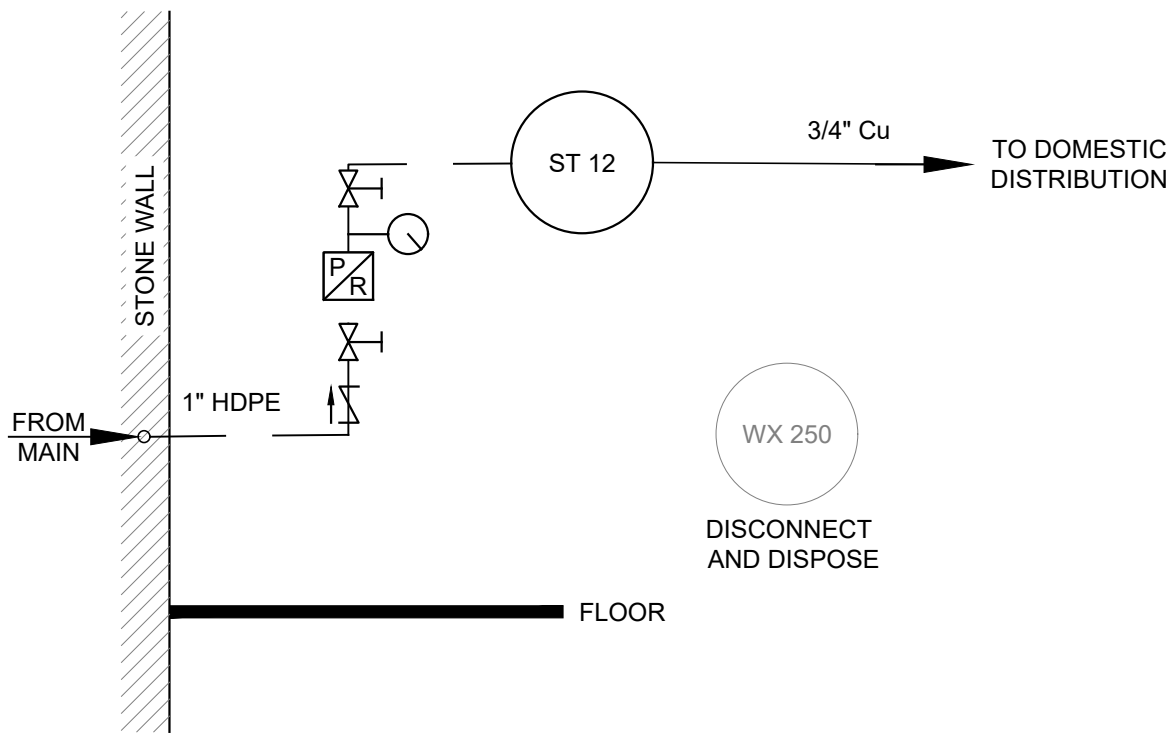 3/4" Cu
ST 12
TO DOMESTIC
DISTRIBUTION
STONE WALL
P
R
1" HDPE
FROM
MAIN
WX 250
DISCONNECT
AND DISPOSE
FLOOR